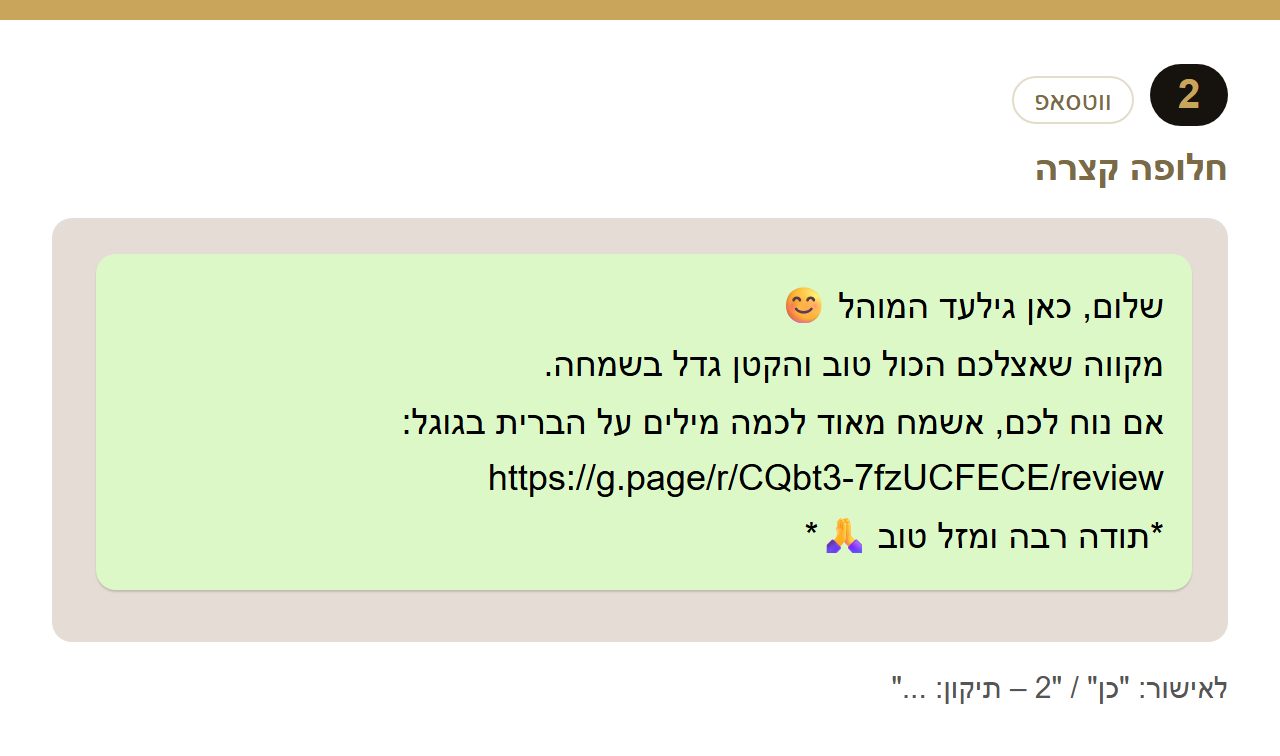 2
ווטסאפ
חלופה קצרה
שלום, כאן גילעד המוהל 😊
מקווה שאצלכם הכול טוב והקטן גדל בשמחה.
אם נוח לכם, אשמח מאוד לכמה מילים על הברית בגוגל:
https://g.page/r/CQbt3-7fzUCFECE/review
*תודה רבה ומזל טוב 🙏*
לאישור: "כן" / "2 – תיקון: ..."